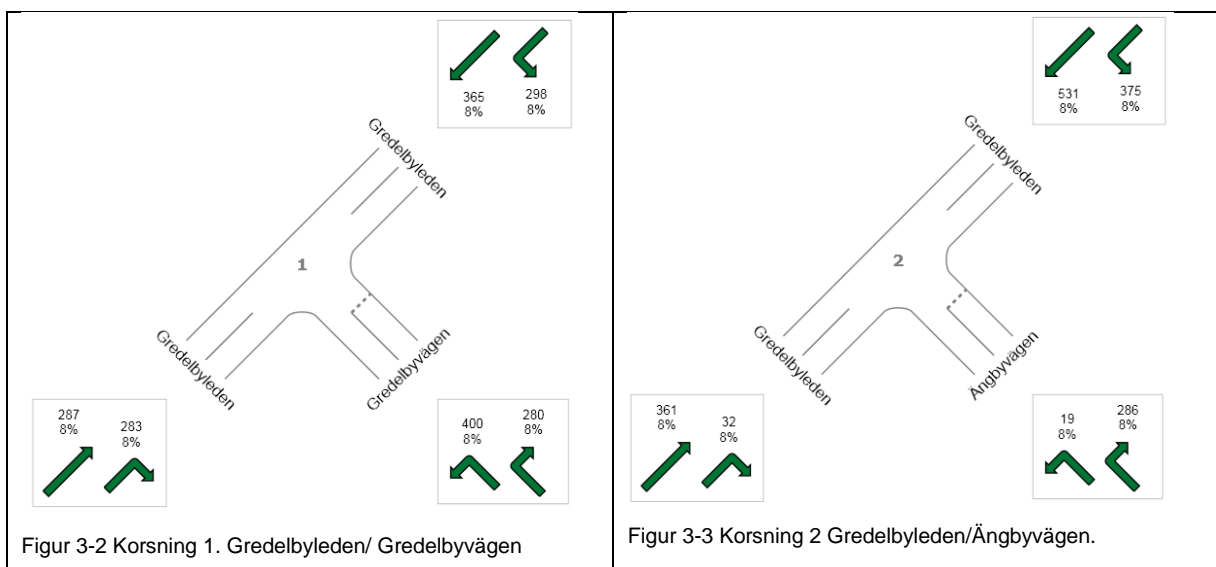 365 298
8% 8%
Gredelbyleden
1
Gredelbyleden
Gredelbyvägen
287
8%
283
8%
400
8%
280
8%
Figur 3-2 Korsning 1. Gredelbyleden/ Gredelbyvägen
531 375
8% 8%
Gredelbyleden
2
Gredelbyleden
Ängbyvägen
361
8%
32
8%
19
8%
286
8%
Figur 3-3 Korsning 2 Gredelbyleden/Ängbyvägen.